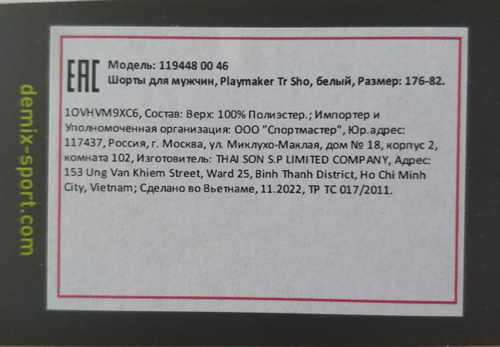 demix-sport.com
EAC
Модель: 119448 00 46
Шорты для мужчин, Playmaker Tr Sho, белый, Размер: 176-82.
1OVHVM9XC6, Состав: Верх: 100% Полиэстер.; Импортер и
Уполномоченная организация: ООО "Спортмастер", Юр.адрес:
117437, Россия, г. Москва, ул. Миклухо-Маклая, дом № 18, корпус 2,
комната 102, Изготовитель: THAI SON S.P LIMITED COMPANY, Адрес:
153 Ung Van Khiem Street, Ward 25, Binh Thanh District, Ho Chi Minh
City, Vietnam; Сделано во Вьетнаме, 11.2022, ТР ТС 017/2011.